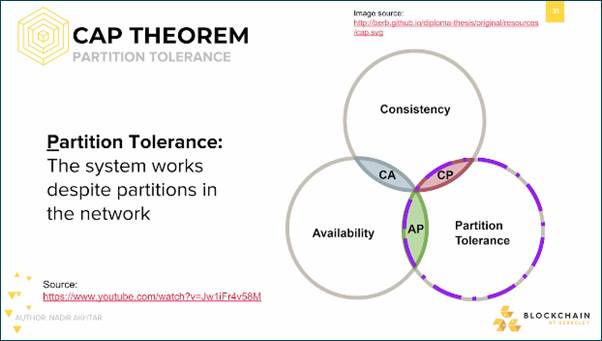 CAP THEOREM
PARTITION TOLERANCE
Image source:
http://berb.github.io/diploma-thesis/original/resources
/cap.svg
31
Partition Tolerance:
The system works
despite partitions in
the network
Consistency
CA
CP
Availability
AP
Partition
Tolerance
Source:
https://www.youtube.com/watch?v=Jw1iFr4v58M
AUTHOR: NADIR AKHTAR
BLOCKCHAIN
AT BERKELEY